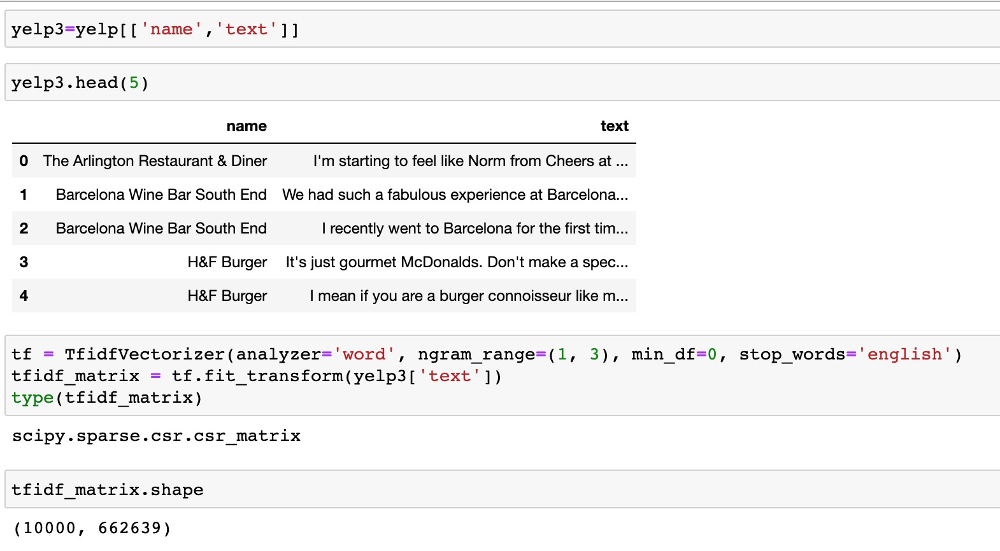 yelp3=yelp[['name','text']]
yelp3.head(5)
name text
0 The Arlington Restaurant & Diner I'm starting to feel like Norm from Cheers at ...
1 Barcelona Wine Bar South End We had such a fabulous experience at Barcelona...
2 Barcelona Wine Bar South End I recently went to Barcelona for the first tim...
3 H&F Burger It's just gourmet McDonalds. Don't make a spec...
4 H&F Burger I mean if you are a burger connoisseur like m...
tf = TfidfVectorizer(analyzer='word', ngram_range=(1, 3), min_df=0, stop_words='english')
tfidf_matrix = tf.fit_transform(yelp3['text'])
type(tfidf_matrix)
scipy.sparse.csr.csr_matrix
tfidf_matrix.shape
(10000, 662639)